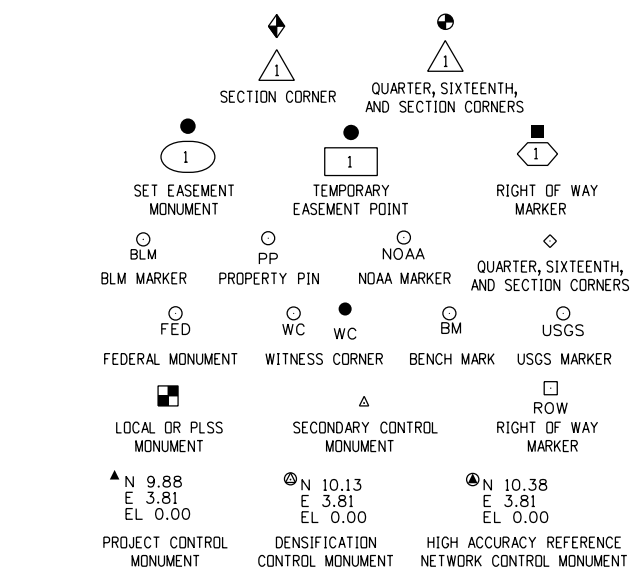 1 1
SECTION CORNER QUARTER, SIXTEENTH,
AND SECTION CORNERS
1 1 1
SET EASEMENT TEMPORARY RIGHT OF WAY
MONUMENT EASEMENT POINT MARKER
BLM PP NOAA
BLM MARKER PROPERTY PIN NOAA MARKER QUARTER, SIXTEENTH,
AND SECTION CORNERS
FED WC WC BM USGS
FEDERAL MONUMENT WITNESS CORNER BENCH MARK USGS MARKER
ROW
LOCAL OR PLSS SECONDARY CONTROL RIGHT OF WAY
MONUMENT MONUMENT MARKER
N 9.88 N 10.13 N 10.38
E 3.81 E 3.81 E 3.81
EL 0.00 EL 0.00 EL 0.00
PROJECT CONTROL DENSIFICATION HIGH ACCURACY REFERENCE
MONUMENT CONTROL MONUMENT NETWORK CONTROL MONUMENT